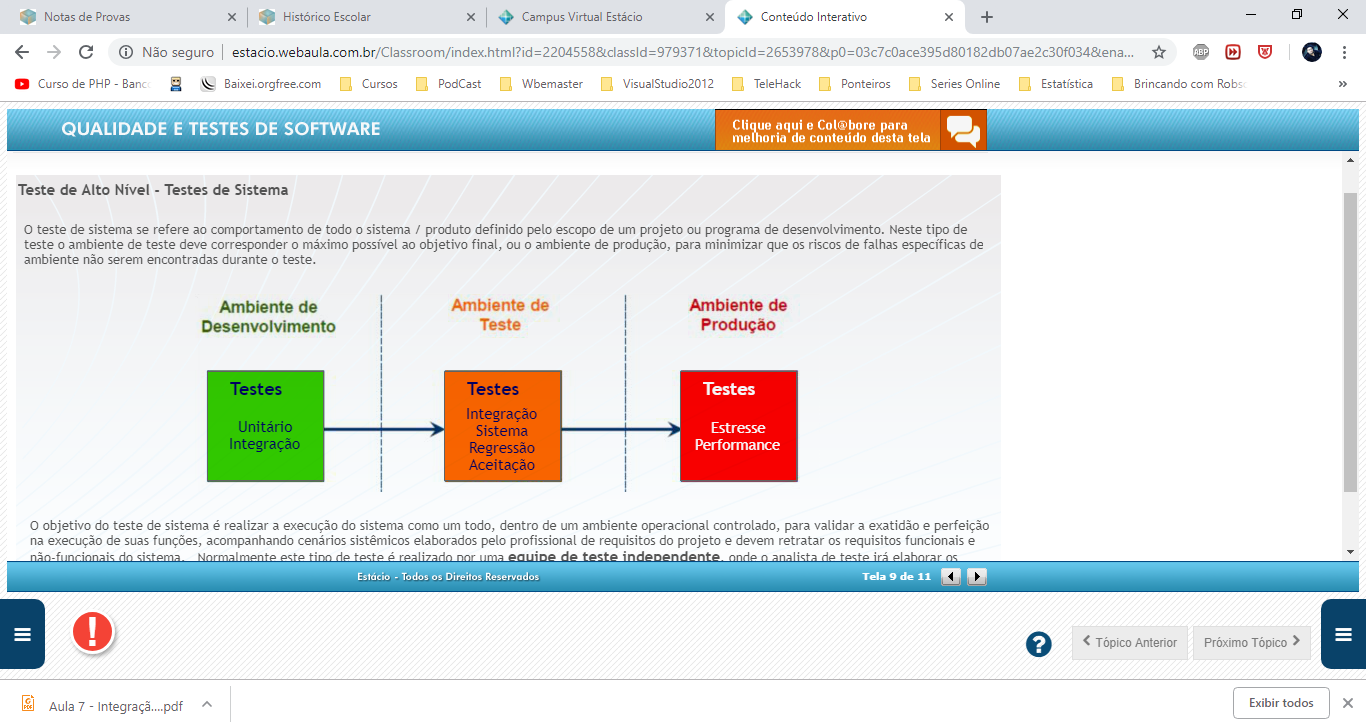 Notas de Provas
Histórico Escolar
Campus Virtual Estácio
Conteúdo Interativo
Não seguro
estacio.webaula.com.br/Classroom/index.html?id=2204558&classId=979371&topicId=2653978&p0=03c7c0ace395d80182db07ae2c30f034&ena...
ABP
Curso de PHP - Banc
Baixei.orgfree.com
Cursos
PodCast
Wbemaster
VisualStudio2012
TeleHack
Ponteiros
Series Online
Estatística
Brincando com Robso
»
QUALIDADE E TESTES DE SOFTWARE
Clique aqui e Col@bore para
melhoria de conteúdo desta tela
Teste de Alto Nível - Testes de Sistema
O teste de sistema se refere ao comportamento de todo o sistema / produto definido pelo escopo de um projeto ou programa de desenvolvimento. Neste tipo de
teste o ambiente de teste deve corresponder o máximo possível ao objetivo final, ou o ambiente de produção, para minimizar que os riscos de falhas específicas de
ambiente não serem encontradas durante o teste.
Ambiente de
Desenvolvimento
Ambiente de
Teste
Ambiente de
Produção
Testes
Unitário
Integração
Testes
Integração
Sistema
Regressão
Aceitação
Testes
Estresse
Performance
O objetivo do teste de sistema é realizar a execução do sistema como um todo, dentro de um ambiente operacional controlado, para validar a exatidão e perfeição
na execução de suas funções, acompanhando cenários sistêmicos elaborados pelo profissional de requisitos do projeto e devem retratar os requisitos funcionais e
não-funcionais do sistema. Normalmente este tipo de teste é realizado por uma equipe de teste independente, onde o analista de teste irá elaborar os
Estácio - Todos os Direitos Reservados
Tela 9 de 11
!
?
Tópico Anterior
Próximo Tópico
Aula 7 - Integraçã....pdf
Exibir todos